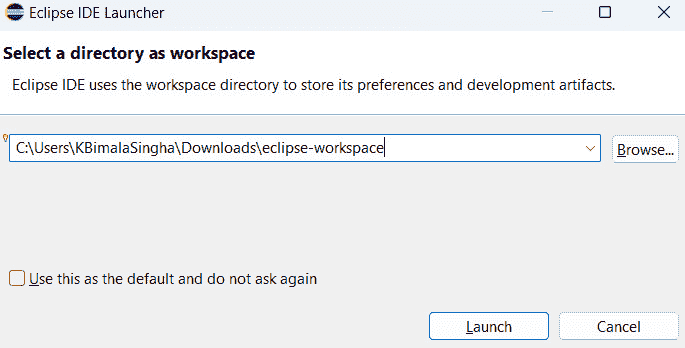 Eclipse IDE Launcher
Select a directory as workspace
Eclipse IDE uses the workspace directory to store its preferences and development artifacts.
C:\Users\KBimalaSingha\Downloads\eclipse-workspace
Browse...
Use this as the default and do not ask again
Launch
Cancel